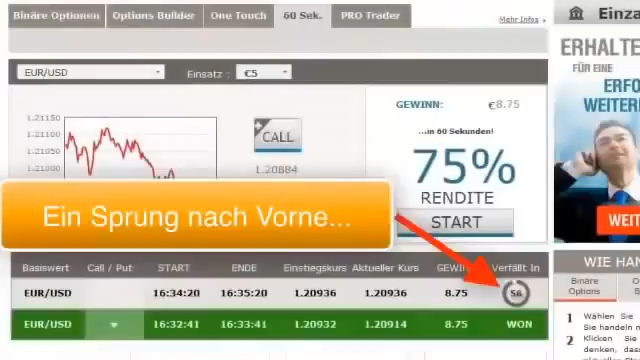 Binäre Optionen Options Builder One Touch 60 Sek. PRO Trader
Mehr Infos
Einza
EUR/USD Einsatz : €5
ERHALTE
FÜR EINE
ERFO
WEITER
GEWINN: €8.75
...in 60 Sekunden!
75%
RENDITE
START
1.21150
1.21100
1.21050
1.21000
CALL
1.20884
Ein Sprung nach Vorne...
WEIT
Basiswert Call / Put START ENDE Einstiegskurs Aktueller Kurs GEWIN Verfällt In
EUR/USD 16:34:20 16:35:20 1.20936 1.20936 8.75 56
EUR/USD 16:32:41 16:33:41 1.20932 1.20914 8.75 WON
WIE HAN
Binäre
Options
1 Wählen Sie
Sie handeln
2 Klicken Sie
denken, dass